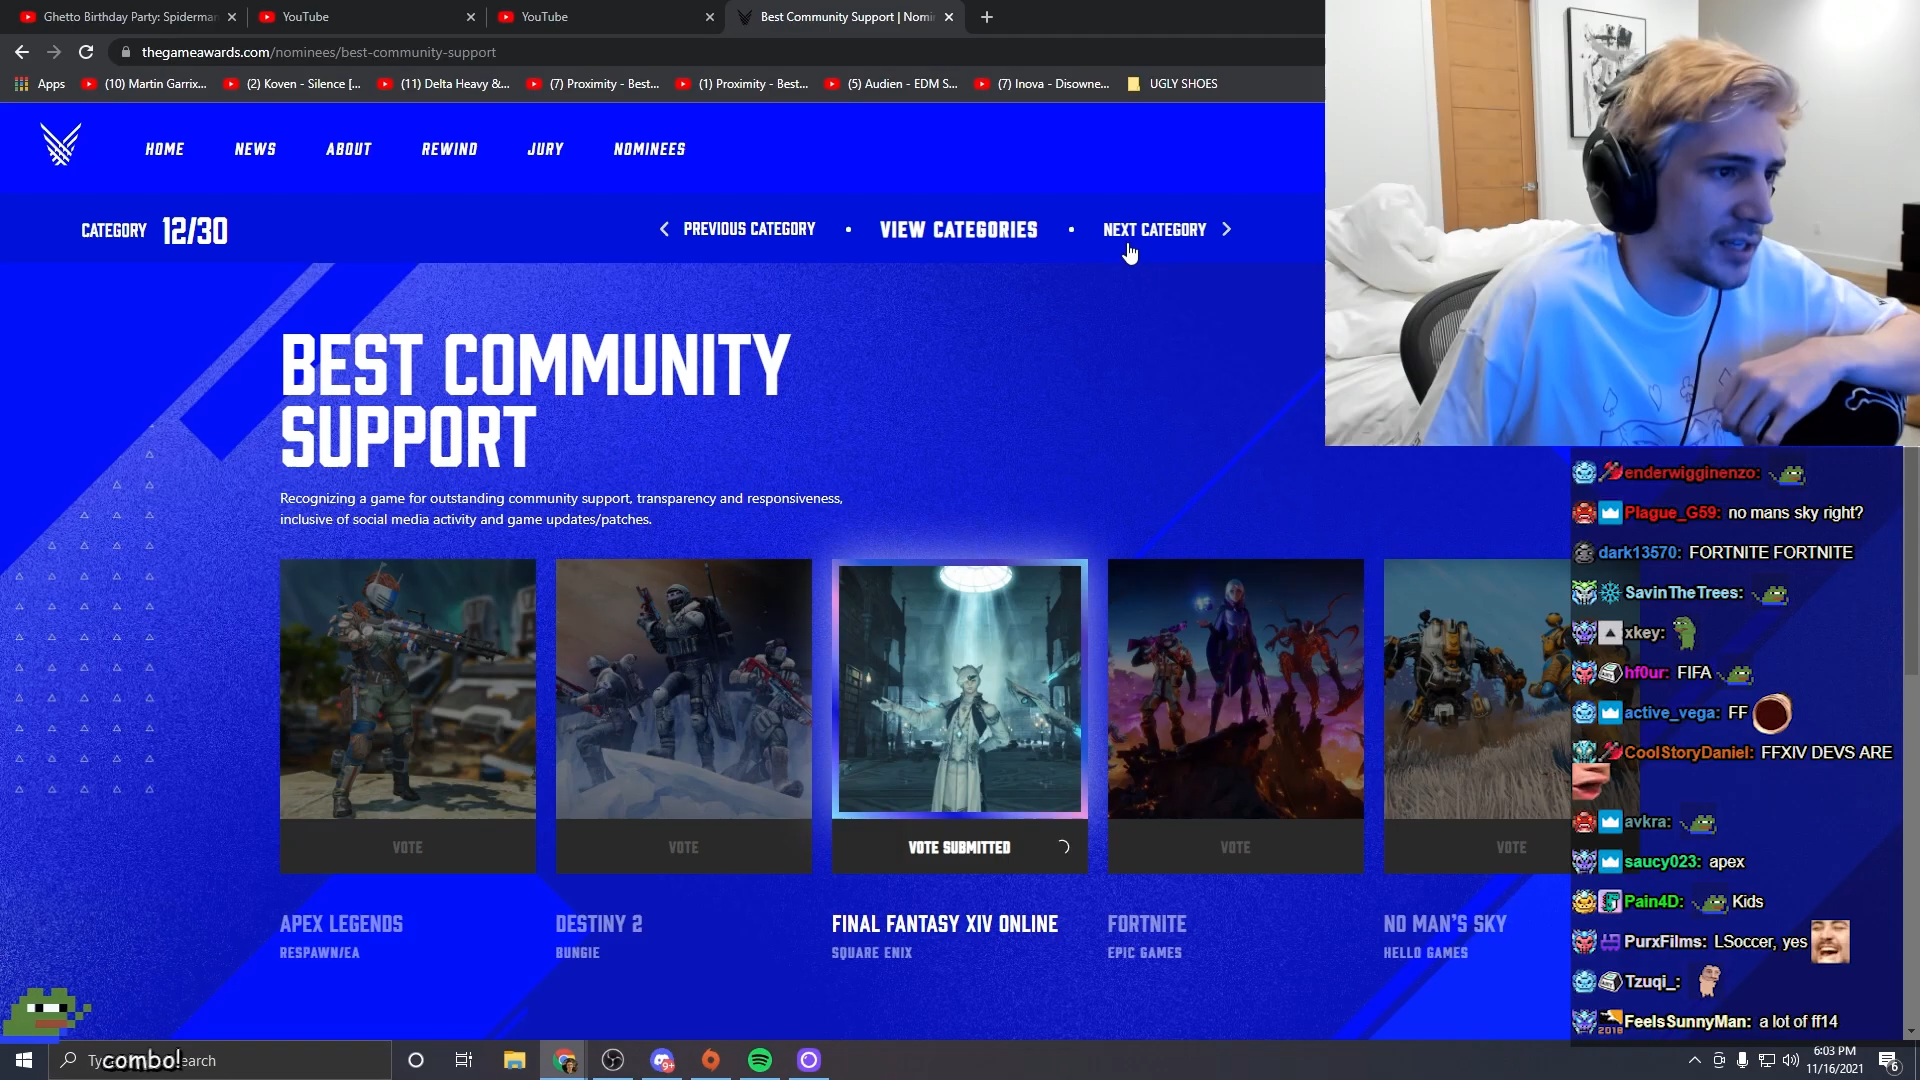 Ghetto Birthday Party: Spiderman
YouTube
YouTube
Best Community Support | Nomi
thegameawards.com/nominees/best-community-support
Apps
(10) Martin Garrix...
(2) Koven - Silence [...
(11) Delta Heavy &...
(7) Proximity - Best...
(1) Proximity - Best...
(5) Audien - EDM S...
(7) Inova - Disowne...
UGLY SHOES
HOME
NEWS
ABOUT
REWIND
JURY
NOMINEES
CATEGORY 12/30
PREVIOUS CATEGORY
VIEW CATEGORIES
NEXT CATEGORY
BEST COMMUNITY
SUPPORT
Recognizing a game for outstanding community support, transparency and responsiveness,
inclusive of social media activity and game updates/patches.
VOTE
VOTE
VOTE SUBMITTED
VOTE
VOTE
APEX LEGENDS
DESTINY 2
FINAL FANTASY XIV ONLINE
FORTNITE
NO MAN'S SKY
RESPAWN/EA
BUNGIE
SQUARE ENIX
EPIC GAMES
HELLO GAMES
enderwigginenzo:
Plague_G59: no mans sky right?
dark13570: FORTNITE FORTNITE
SavinTheTrees:
xkey:
hf0ur: FIFA
active_vega: FF
CoolStoryDaniel: FFXIV DEVS ARE
avkra:
saucy023: apex
Pain4D: Kids
PurxFilms: LSoccer, yes
Tzuqi_:
2018 FeelsSunnyMan: a lot of ff14
combo!
earch
9+
6:03 PM
11/16/2021
6